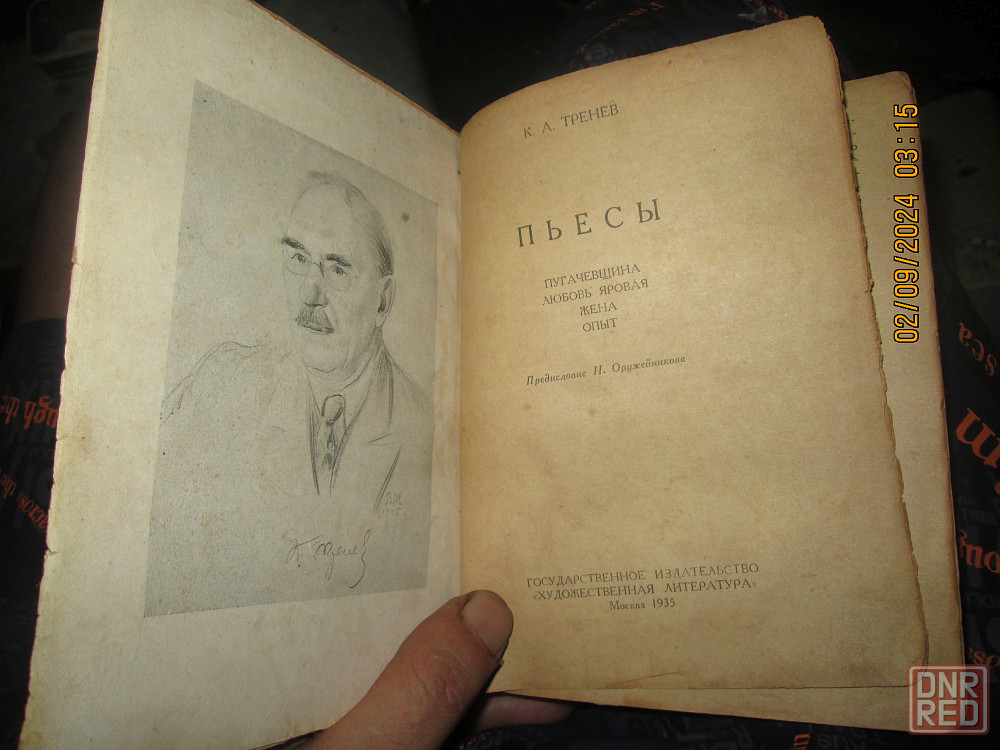 К. А. ТРЕНЕВ
ПЬЕСЫ
ПУГАЧЕВЩИНА
ЛЮБОВЬ ЯРОВАЯ
ЖЕНА
ОПЫТ
Предисловие Н. Оружейникова
ГОСУДАРСТВЕННОЕ ИЗДАТЕЛЬСТВО
«ХУДОЖЕСТВЕННАЯ ЛИТЕРАТУРА»
Москва 1935
К. Тренев
02/09/2024 03:15
DNR
RED